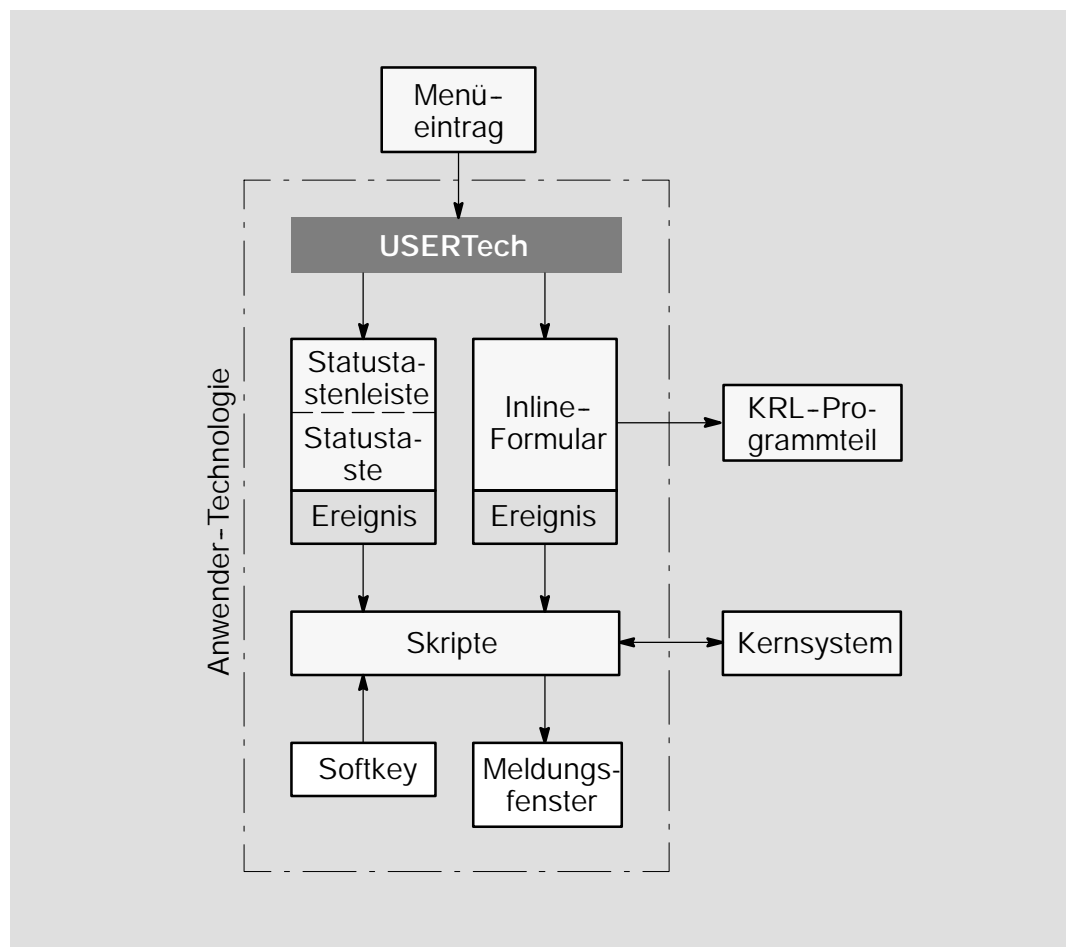 Menü-
eintrag
USERTech
Statusta-
stenleiste
Statusta-
ste
Ereignis
Inline-
Formular
Ereignis
KRL-Pro-
grammteil
Anwender-Technologie
Skripte
Kernsystem
Softkey
Meldungs-
fenster